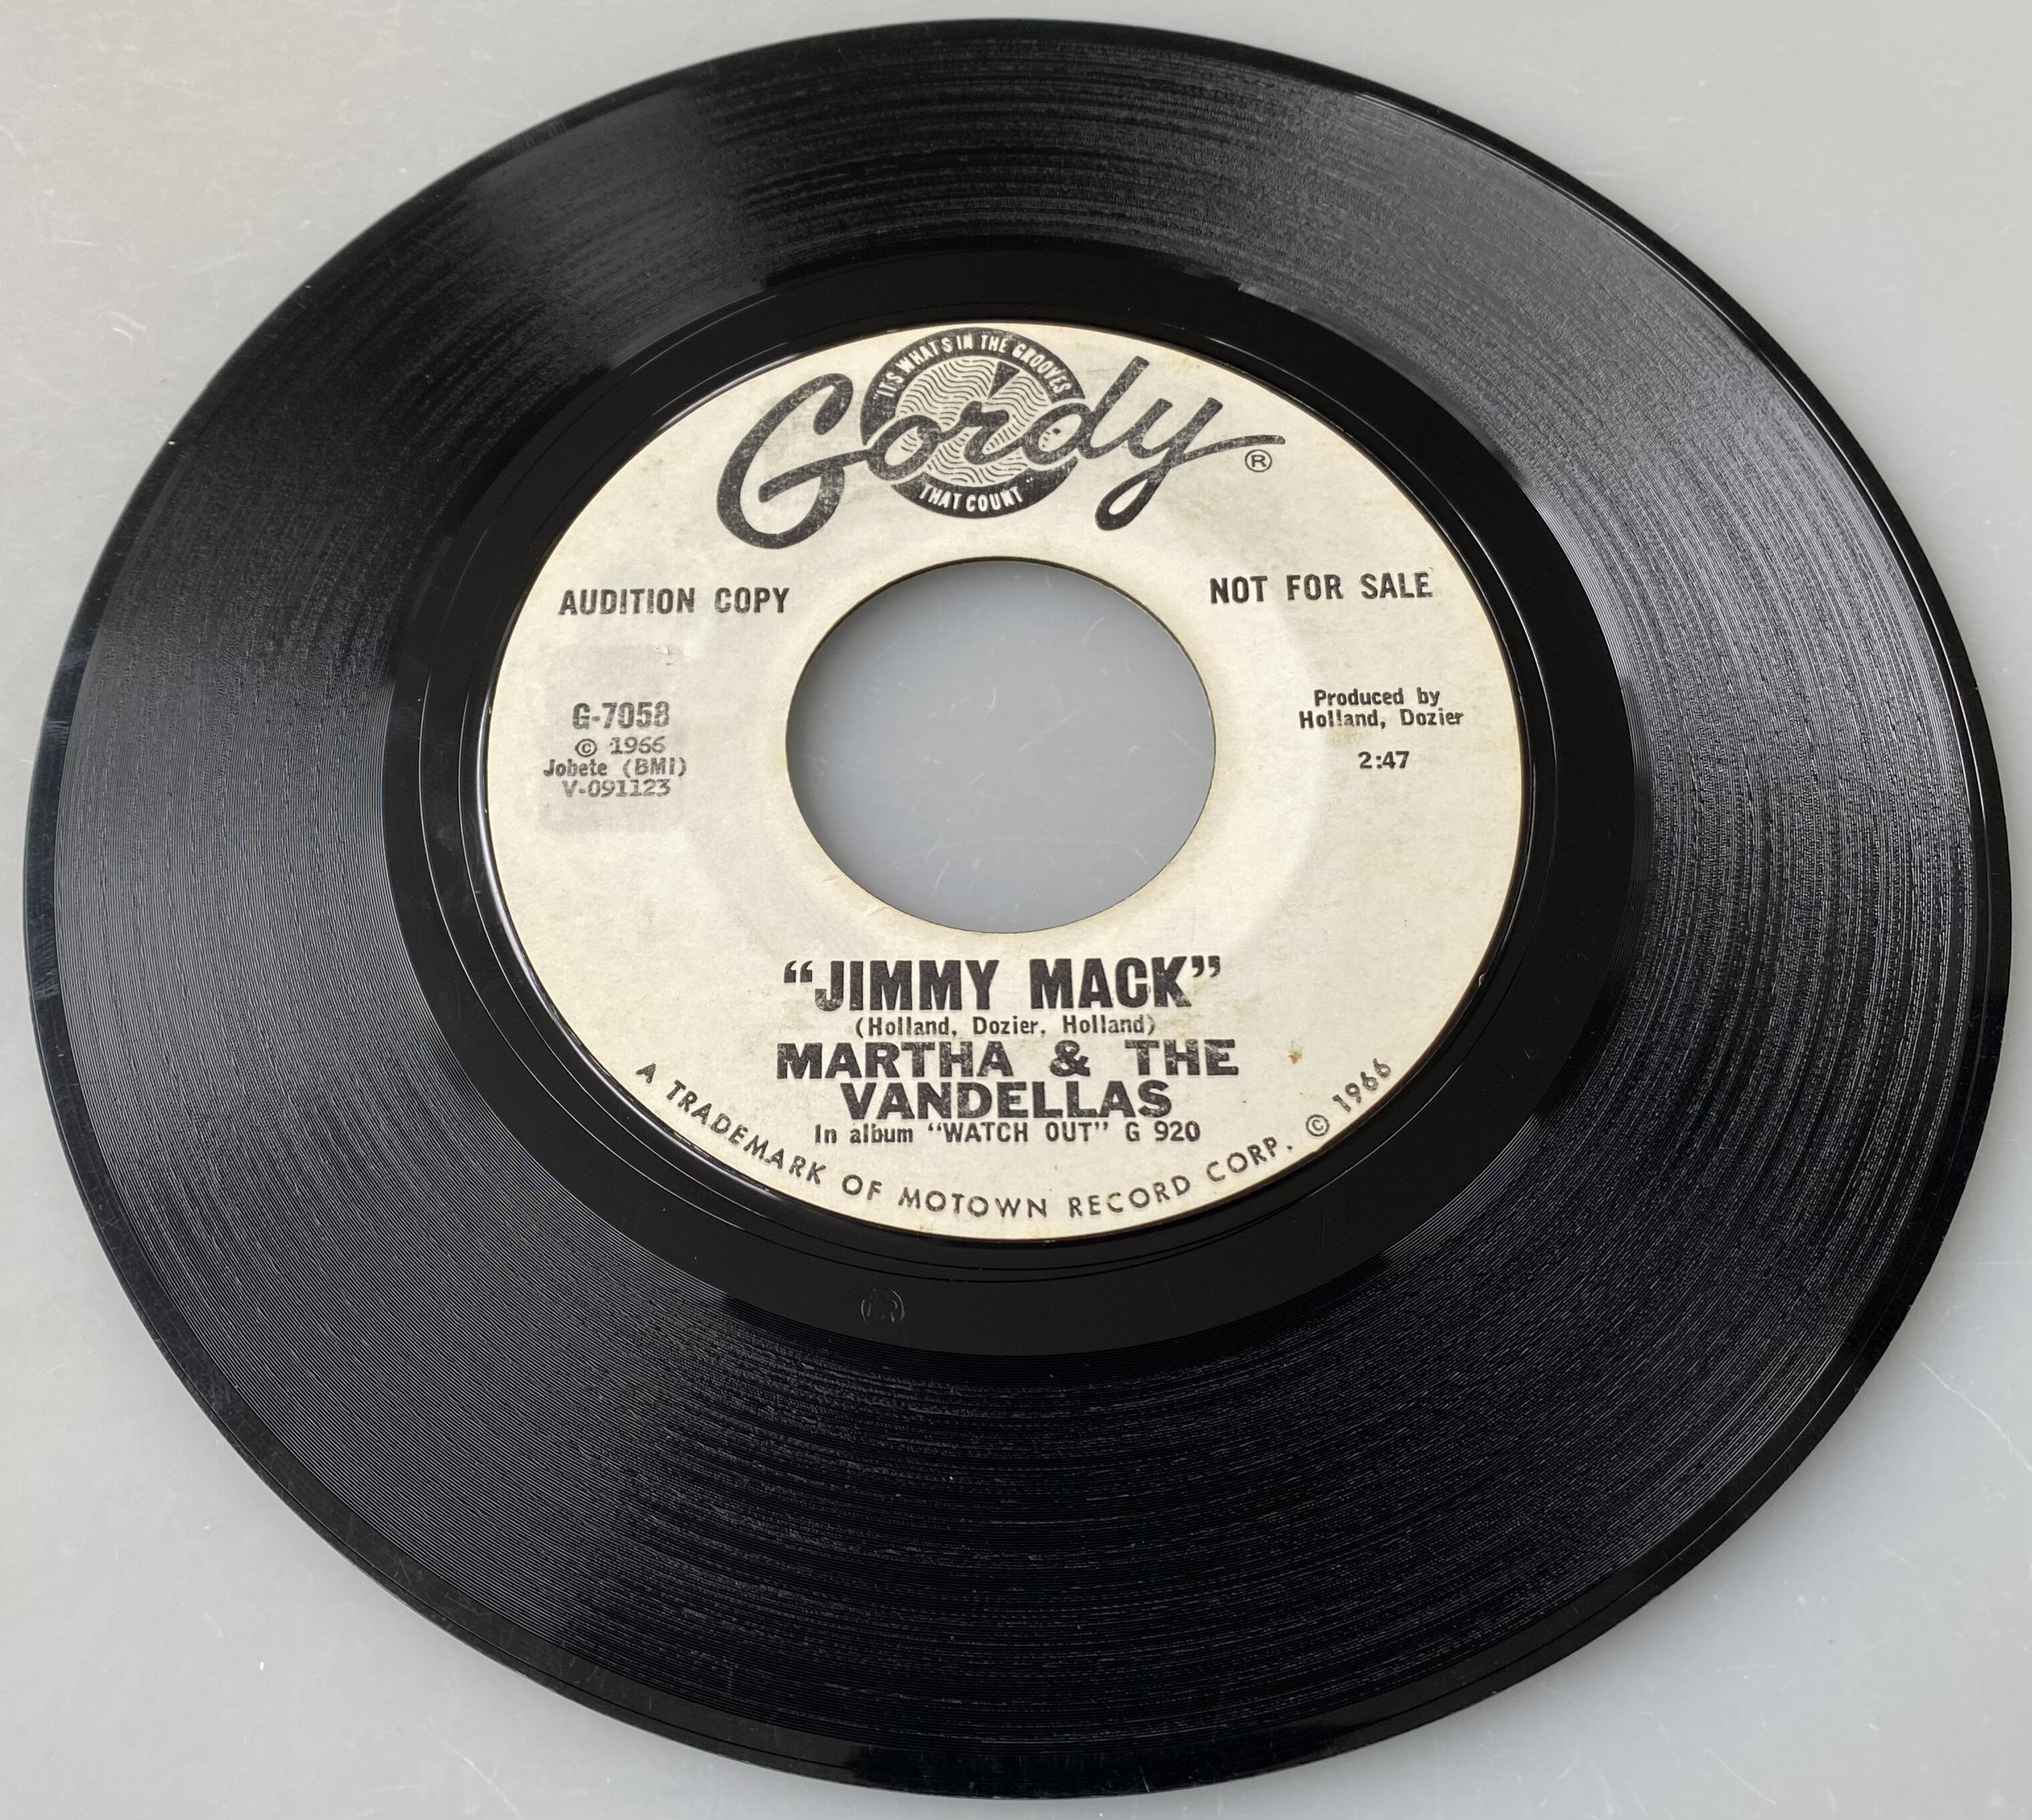 IT'S WHAT'S IN THE GROOVES
Gordy ®
THAT COUNT
AUDITION COPY
NOT FOR SALE
G-7058
© 1966
Jobete (BMI)
V-091123
Produced by
Holland, Dozier
2:47
“JIMMY MACK”
(Holland, Dozier, Holland)
MARTHA & THE
VANDELLAS
In album “WATCH OUT” G 920
A TRADEMARK OF MOTOWN RECORD CORP. © 1966